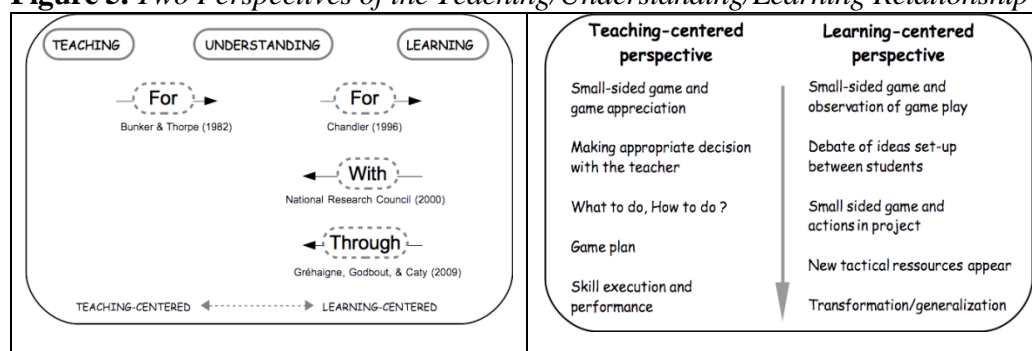 Figure 3. Two Perspectives of the Teaching/Understanding/Learning Relationship
TEACHING
UNDERSTANDING
LEARNING
For
For
Bunker & Thorpe (1982)
Chandler (1996)
With
National Research Council (2000)
Through
Gréhaigne, Godbout, & Caty (2009)
TEACHING-CENTERED
LEARNING-CENTERED
Teaching-centered
perspective
Small-sided game and
game appreciation
Making appropriate decision
with the teacher
What to do, How to do ?
Game plan
Skill execution and
performance
Learning-centered
perspective
Small-sided game and
observation of game play
Debate of ideas set-up
between students
Small sided game and
actions in project
New tactical ressources appear
Transformation/generalization